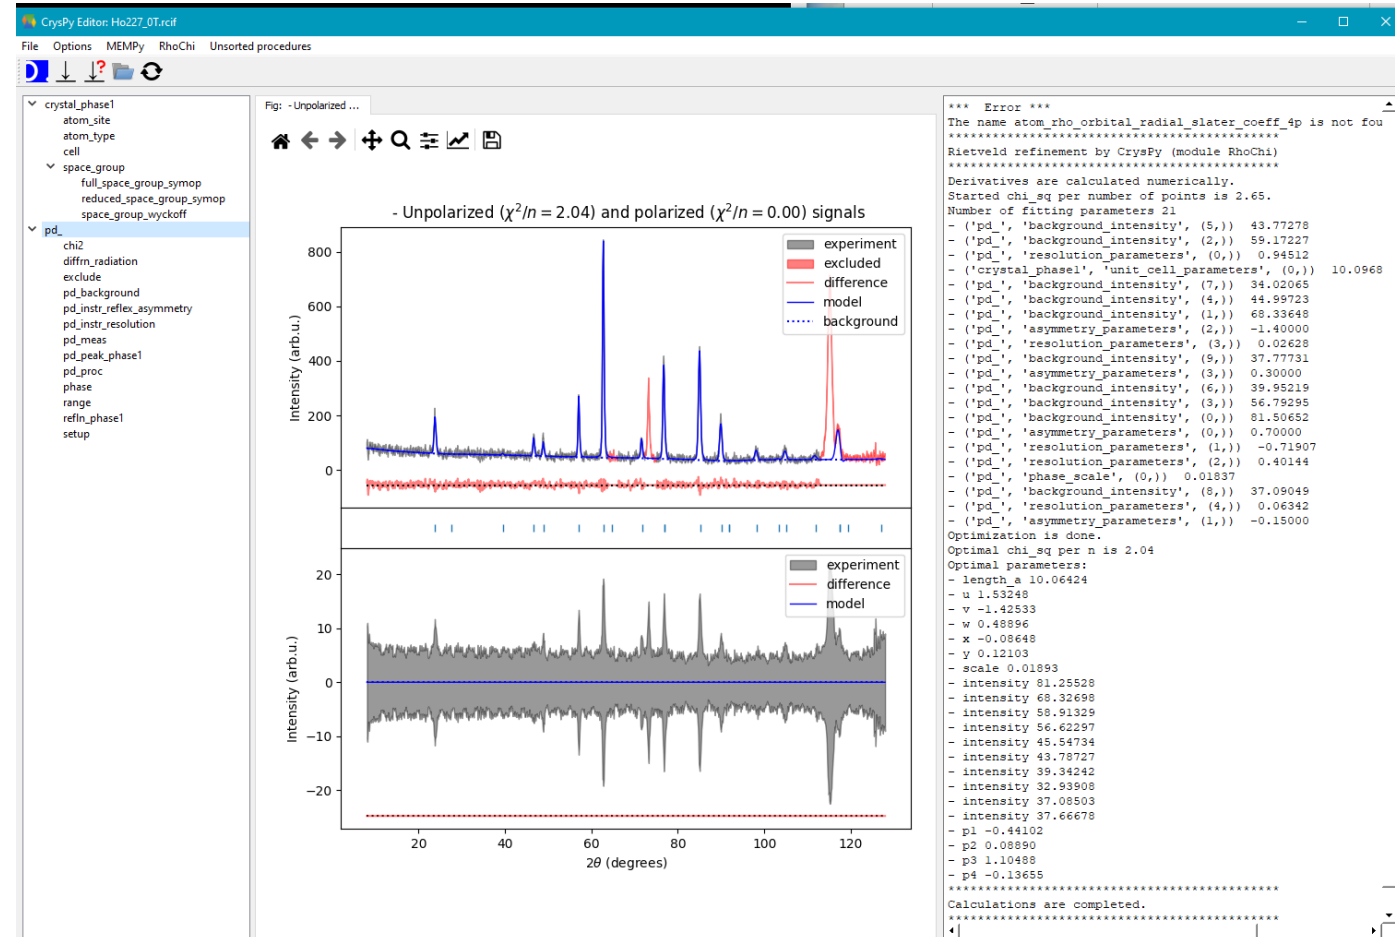 CrysPy Editor: Ho227_0T.rcif
File Options MEMPy RhoChi Unsorted procedures
crystal_phase1
atom_site
atom_type
cell
space_group
full_space_group_symop
reduced_space_group_symop
space_group_wyckoff
pd_
chi2
diffrn_radiation
exclude
pd_background
pd_instr_reflex_asymmetry
pd_instr_resolution
pd_meas
pd_peak_phase1
pd_proc
phase
range
refln_phase1
setup
Fig: - Unpolarized ...
- Unpolarized (χ²/n = 2.04) and polarized (χ²/n = 0.00) signals
Intensity (arb.u.)
800
600
400
200
0
experiment
excluded
difference
model
background
Intensity (arb.u.)
20
10
0
−10
−20
experiment
difference
model
20 40 60 80 100 120
2θ (degrees)
*** Error ***
The name atom_rho_orbital_radial_slater_coeff_4p is not fou
*********************************************
Rietveld refinement by CrysPy (module RhoChi)
*********************************************
Derivatives are calculated numerically.
Started chi_sq per number of points is 2.65.
Number of fitting parameters 21
- ('pd_', 'background_intensity', (5,)) 43.77278
- ('pd_', 'background_intensity', (2,)) 59.17227
- ('pd_', 'resolution_parameters', (0,)) 0.94512
- ('crystal_phase1', 'unit_cell_parameters', (0,)) 10.0968
- ('pd_', 'background_intensity', (7,)) 34.02065
- ('pd_', 'background_intensity', (4,)) 44.99723
- ('pd_', 'background_intensity', (1,)) 68.33648
- ('pd_', 'asymmetry_parameters', (2,)) -1.40000
- ('pd_', 'resolution_parameters', (3,)) 0.02628
- ('pd_', 'background_intensity', (9,)) 37.77731
- ('pd_', 'asymmetry_parameters', (3,)) 0.30000
- ('pd_', 'background_intensity', (6,)) 39.95219
- ('pd_', 'background_intensity', (3,)) 56.79295
- ('pd_', 'background_intensity', (0,)) 81.50652
- ('pd_', 'asymmetry_parameters', (0,)) 0.70000
- ('pd_', 'resolution_parameters', (1,)) -0.71907
- ('pd_', 'resolution_parameters', (2,)) 0.40144
- ('pd_', 'phase_scale', (0,)) 0.01837
- ('pd_', 'background_intensity', (8,)) 37.09049
- ('pd_', 'resolution_parameters', (4,)) 0.06342
- ('pd_', 'asymmetry_parameters', (1,)) -0.15000
Optimization is done.
Optimal chi_sq per n is 2.04
Optimal parameters:
- length_a 10.06424
- u 1.53248
- v -1.42533
- w 0.48896
- x -0.08648
- y 0.12103
- scale 0.01893
- intensity 81.25528
- intensity 68.32698
- intensity 58.91329
- intensity 56.62297
- intensity 45.54734
- intensity 43.78727
- intensity 39.34242
- intensity 32.93908
- intensity 37.08503
- intensity 37.66678
- p1 -0.44102
- p2 0.08890
- p3 1.10488
- p4 -0.13655
*********************************************
Calculations are completed.
*********************************************